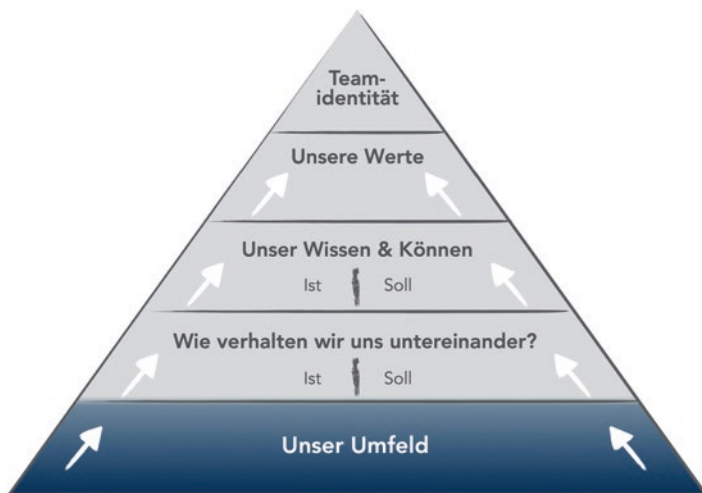 Team-
identität
Unsere Werte
Unser Wissen & Können
Ist Soll
Wie verhalten wir uns untereinander?
Ist Soll
Unser Umfeld